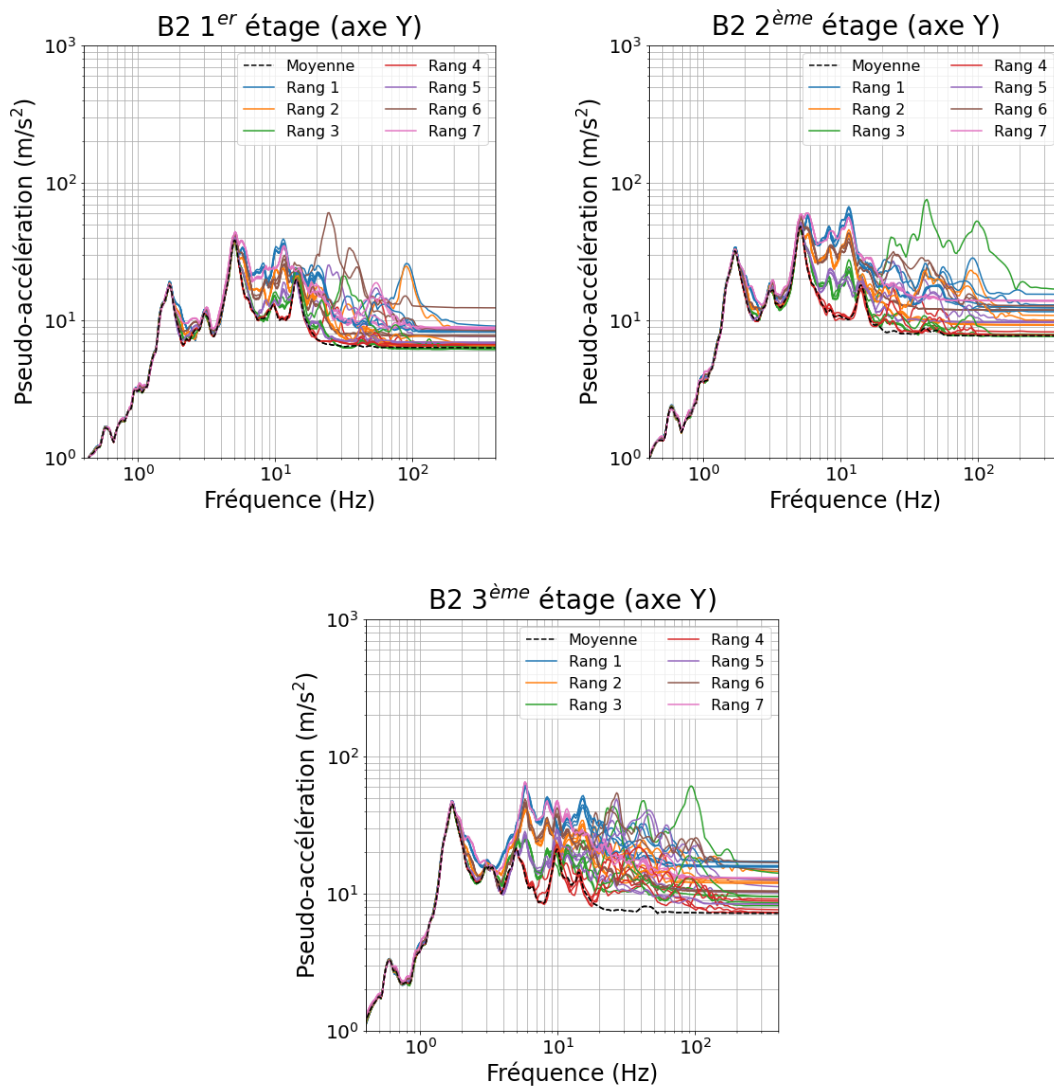 B2 1er étage (axe Y)
Pseudo-accélération (m/s2)
103
102
101
100
Moyenne
Rang 1
Rang 2
Rang 3
Rang 4
Rang 5
Rang 6
Rang 7
100
101
102
Fréquence (Hz)
B2 2ème étage (axe Y)
Pseudo-accélération (m/s2)
103
102
101
100
Moyenne
Rang 1
Rang 2
Rang 3
Rang 4
Rang 5
Rang 6
Rang 7
100
101
102
Fréquence (Hz)
B2 3ème étage (axe Y)
Pseudo-accélération (m/s2)
103
102
101
100
Moyenne
Rang 1
Rang 2
Rang 3
Rang 4
Rang 5
Rang 6
Rang 7
100
101
102
Fréquence (Hz)